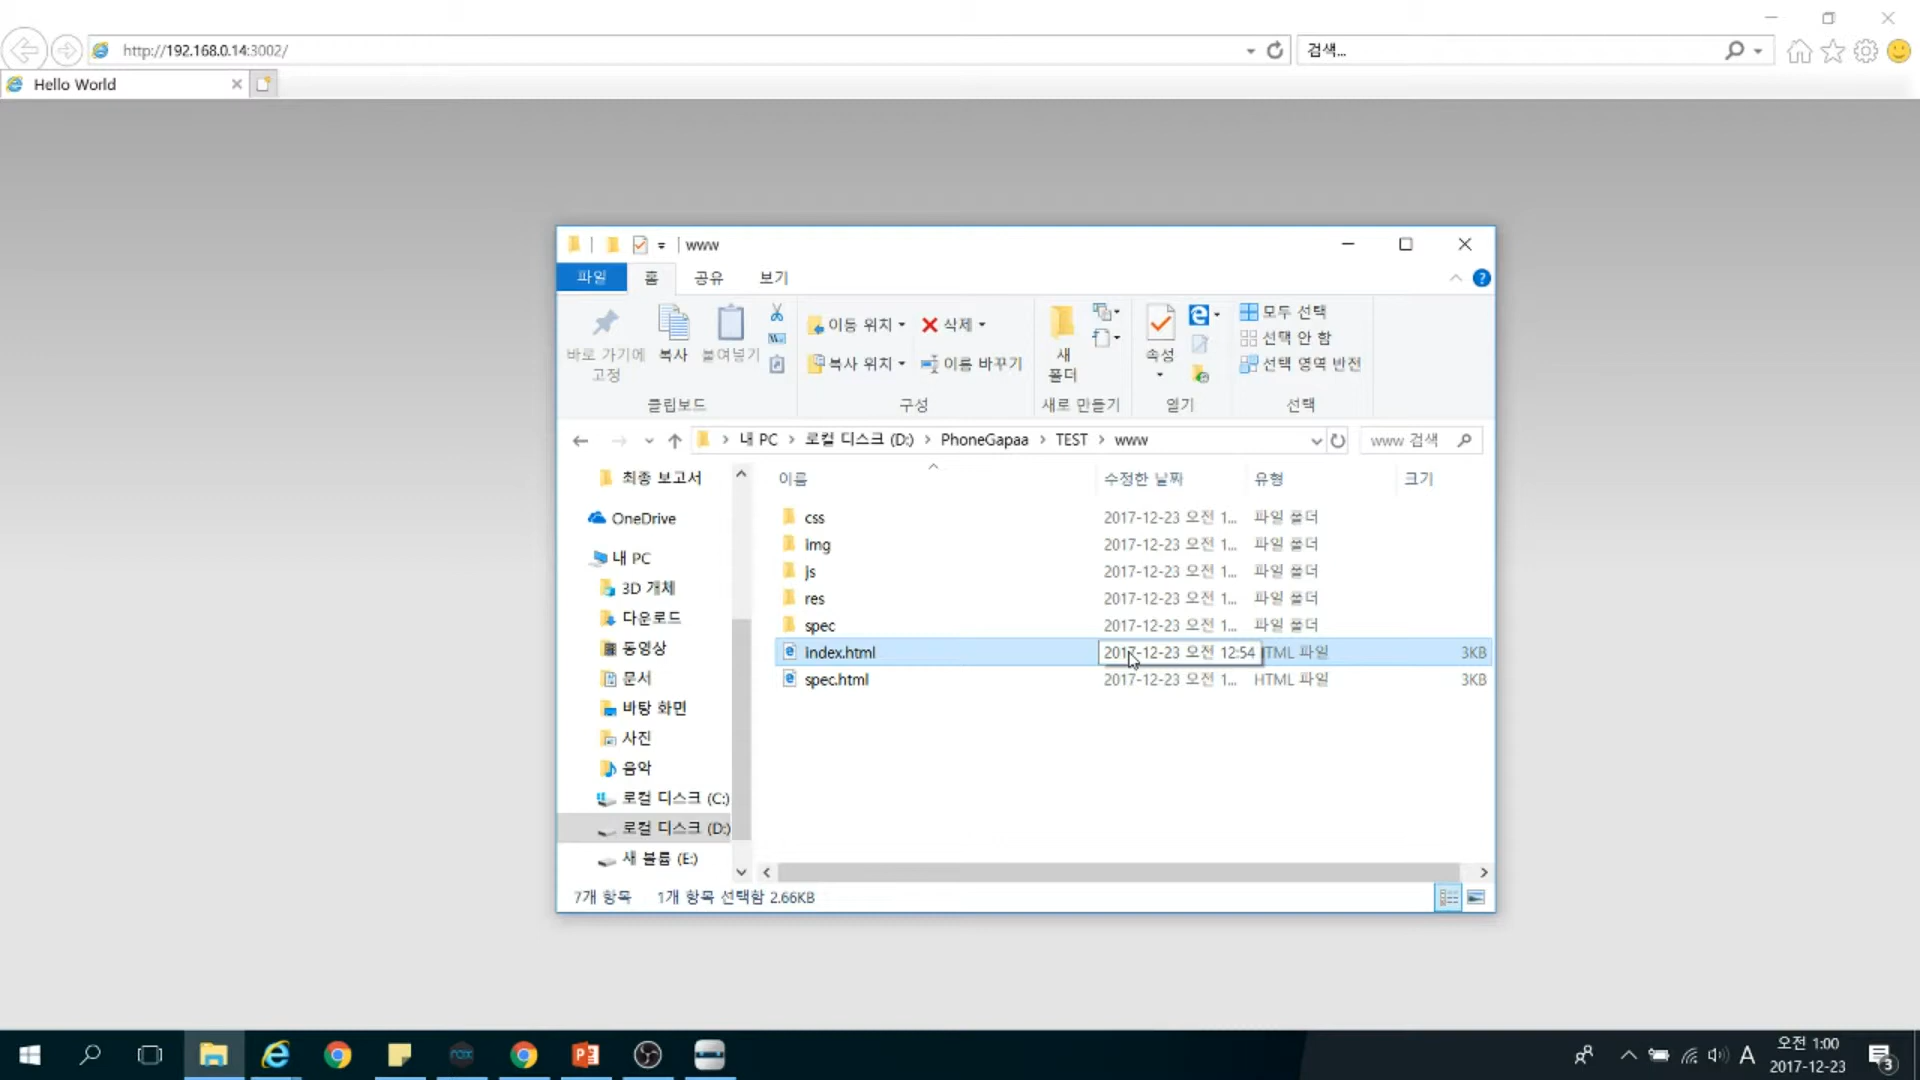 http://192.168.0.14:3002/
검색...
Hello World
www
파일 홈 공유 보기
바로 가기에 고정
복사
붙여넣기
이동 위치
복사 위치
삭제
이름 바꾸기
새 폴더
속성
모두 선택
선택 안 함
선택 영역 반전
클립보드 구성 새로 만들기 열기 선택
내 PC 로컬 디스크 (D:) PhoneGapaa TEST www
www 검색
최종 보고서
OneDrive
내 PC
3D 개체
다운로드
동영상
문서
바탕 화면
사진
음악
로컬 디스크 (C:)
로컬 디스크 (D:)
새 볼륨 (E:)
이름 수정한 날짜 유형 크기
css 2017-12-23 오전 1... 파일 폴더
img 2017-12-23 오전 1... 파일 폴더
js 2017-12-23 오전 1... 파일 폴더
res 2017-12-23 오전 1... 파일 폴더
spec 2017-12-23 오전 1... 파일 폴더
index.html 2017-12-23 오전 12:54 TML 파일 3KB
spec.html 2017-12-23 오전 1... HTML 파일 3KB
7개 항목 1개 항목 선택함 2.66KB
nox
A
오전 1:00
2017-12-23
3